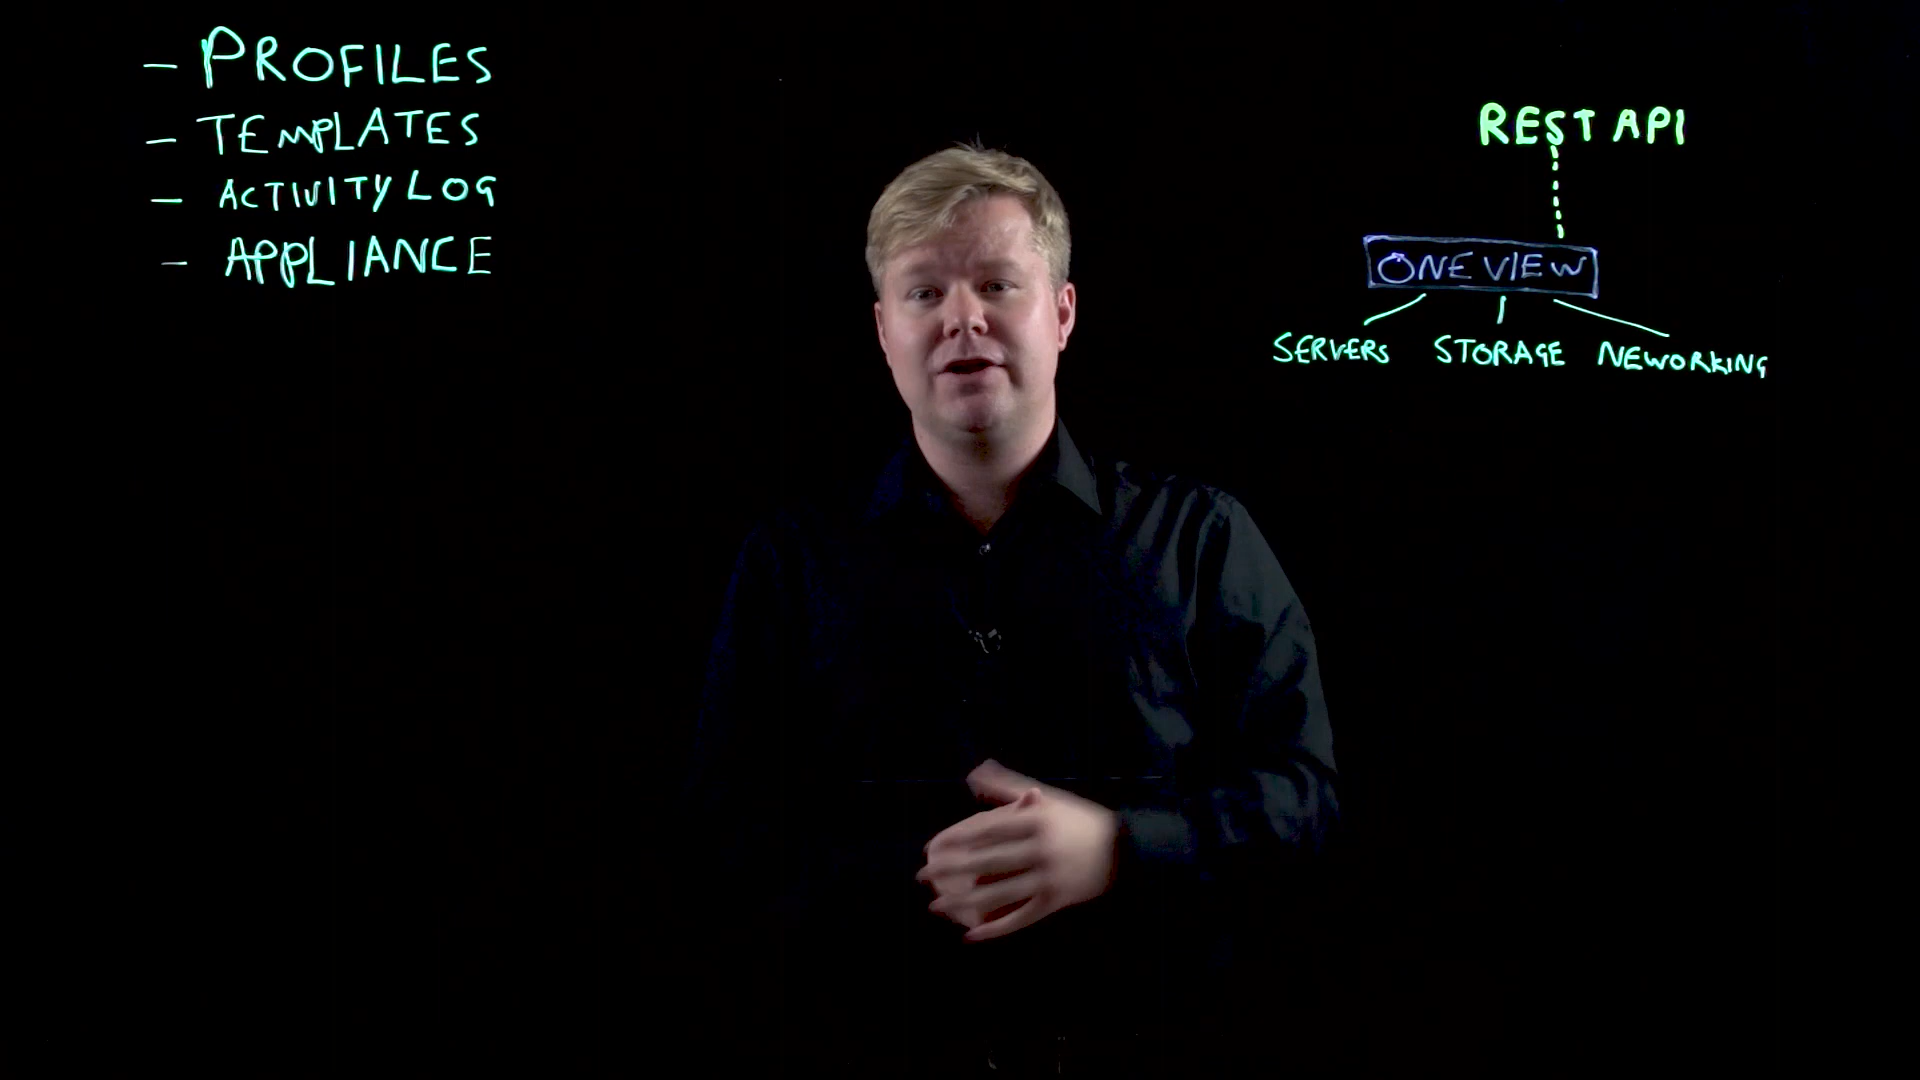 - PROFILES
- TEMPLATES
- ACTIVITY LOG
- APPLIANCE
REST API
ONEVIEW
SERVERS STORAGE NEWORKING